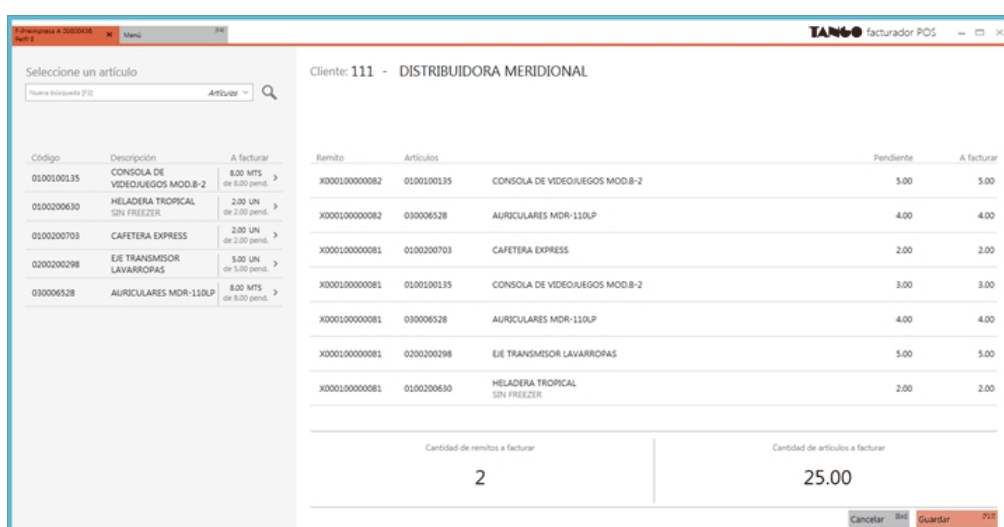 Menú [F4]
Perfil E
TANGO facturador POS
Seleccione un artículo
Nueva búsqueda [F3] Artículos
Cliente: 111 - DISTRIBUIDORA MERIDIONAL
Código Descripción A facturar
0100100135 CONSOLA DE VIDEOJUEGOS MOD.8-2 8.00 MTS de 8.00 pend.
0100200630 HELADERA TROPICAL SIN FREEZER 2.00 UN de 2.00 pend.
0100200703 CAFETERA EXPRESS 2.00 UN de 2.00 pend.
0200200298 EJE TRANSMISOR LAVARROPAS 5.00 UN de 5.00 pend.
030006528 AURICULARES MDR-110LP 8.00 MTS de 8.00 pend.
Remito Artículos Pendiente A facturar
X000100000082 0100100135 CONSOLA DE VIDEOJUEGOS MOD.8-2 5.00 5.00
X000100000082 030006528 AURICULARES MDR-110LP 4.00 4.00
X000100000081 0100200703 CAFETERA EXPRESS 2.00 2.00
X000100000081 0100100135 CONSOLA DE VIDEOJUEGOS MOD.8-2 3.00 3.00
X000100000081 030006528 AURICULARES MDR-110LP 4.00 4.00
X000100000081 0200200298 EJE TRANSMISOR LAVARROPAS 5.00 5.00
X000100000081 0100200630 HELADERA TROPICAL 2.00 2.00
SIN FREEZER
Cantidad de remitos a facturar Cantidad de artículos a facturar
2 25.00
Cancelar [Esc] Guardar [F10]